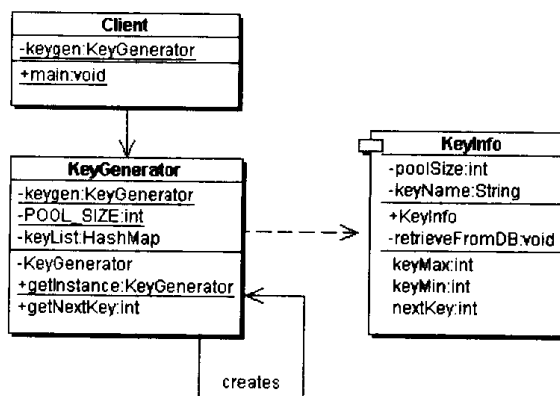 Client
-keygen:KeyGenerator
+main:void
KeyGenerator
-keygen:KeyGenerator
-POOL_SIZE:int
-keyList:HashMap
-KeyGenerator
+getInstance:KeyGenerator
+getNextKey:int
creates
KeyInfo
-poolSize:int
-keyName:String
+KeyInfo
-retrieveFromDB:void
keyMax:int
keyMin:int
nextKey:int